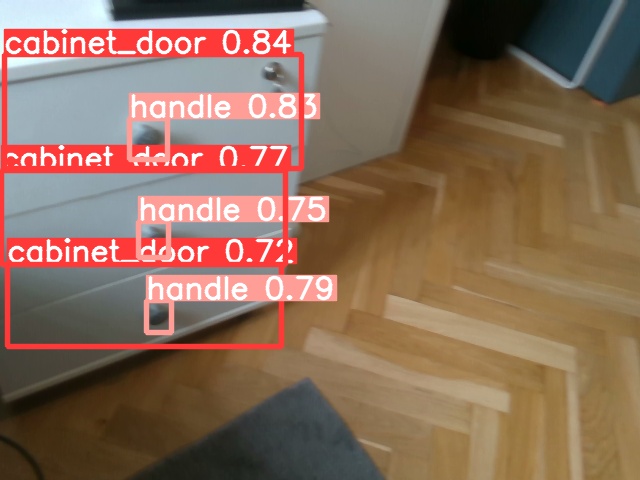 cabinet_door 0.84
handle 0.83
cabinet_door 0.77
handle 0.75
cabinet_door 0.72
handle 0.79